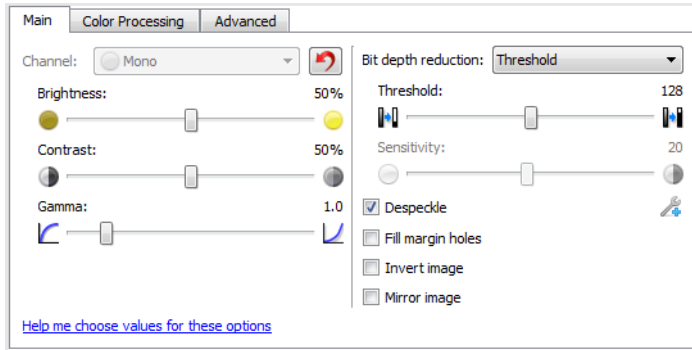 Main
Color Processing
Advanced
Channel:
Mono
Brightness:
50%
Contrast:
50%
Gamma:
1.0
Bit depth reduction:
Threshold
Threshold:
128
Sensitivity:
20
Despeckle
Fill margin holes
Invert image
Mirror image
Help me choose values for these options